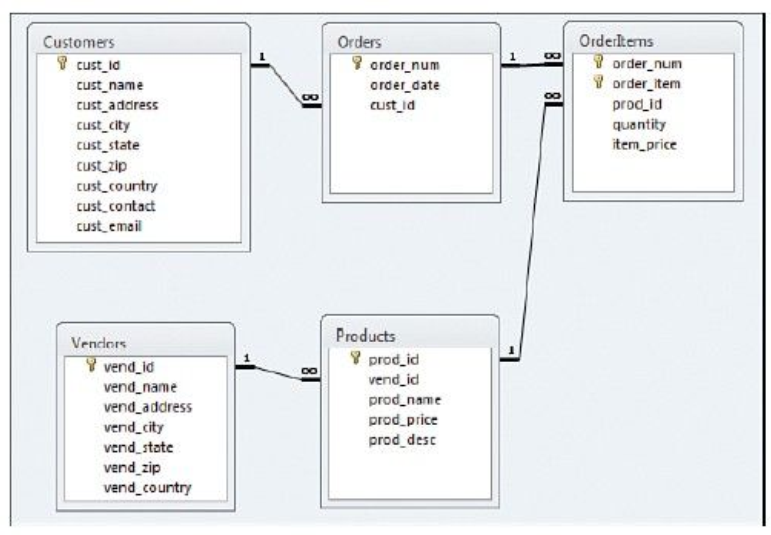 Customers
cust_id
cust_name
cust_address
cust_city
cust_state
cust_zip
cust_country
cust_contact
cust_email
1
∞
Orders
order_num
order_date
cust_id
1
∞
∞
OrderItems
order_num
order_item
prod_id
quantity
item_price
Vendors
vend_id
vend_name
vend_address
vend_city
vend_state
vend_zip
vend_country
1
∞
Products
prod_id
vend_id
prod_name
prod_price
prod_desc
1